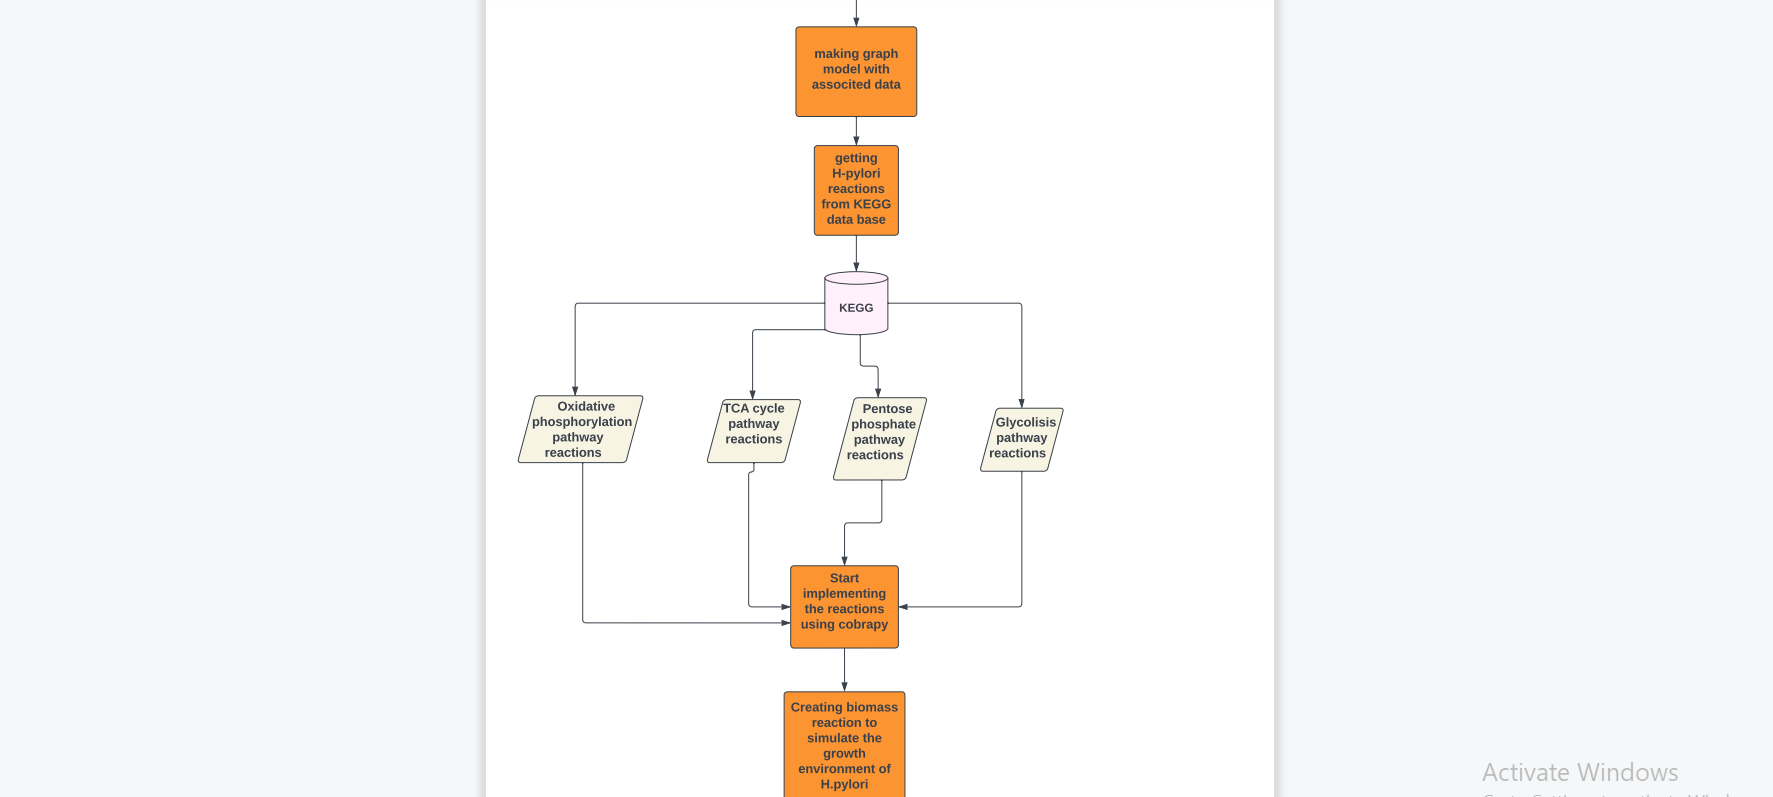 making graph
model with
associted data
getting
H-pylori
reactions
from KEGG
data base
KEGG
Oxidative
phosphorylation
pathway
reactions
TCA cycle
pathway
reactions
Pentose
phosphate
pathway
reactions
Glycolisis
pathway
reactions
Start
implementing
the reactions
using cobrapy
Creating biomass
reaction to
simulate the
growth
environment of
H.pylori
Activate Windows